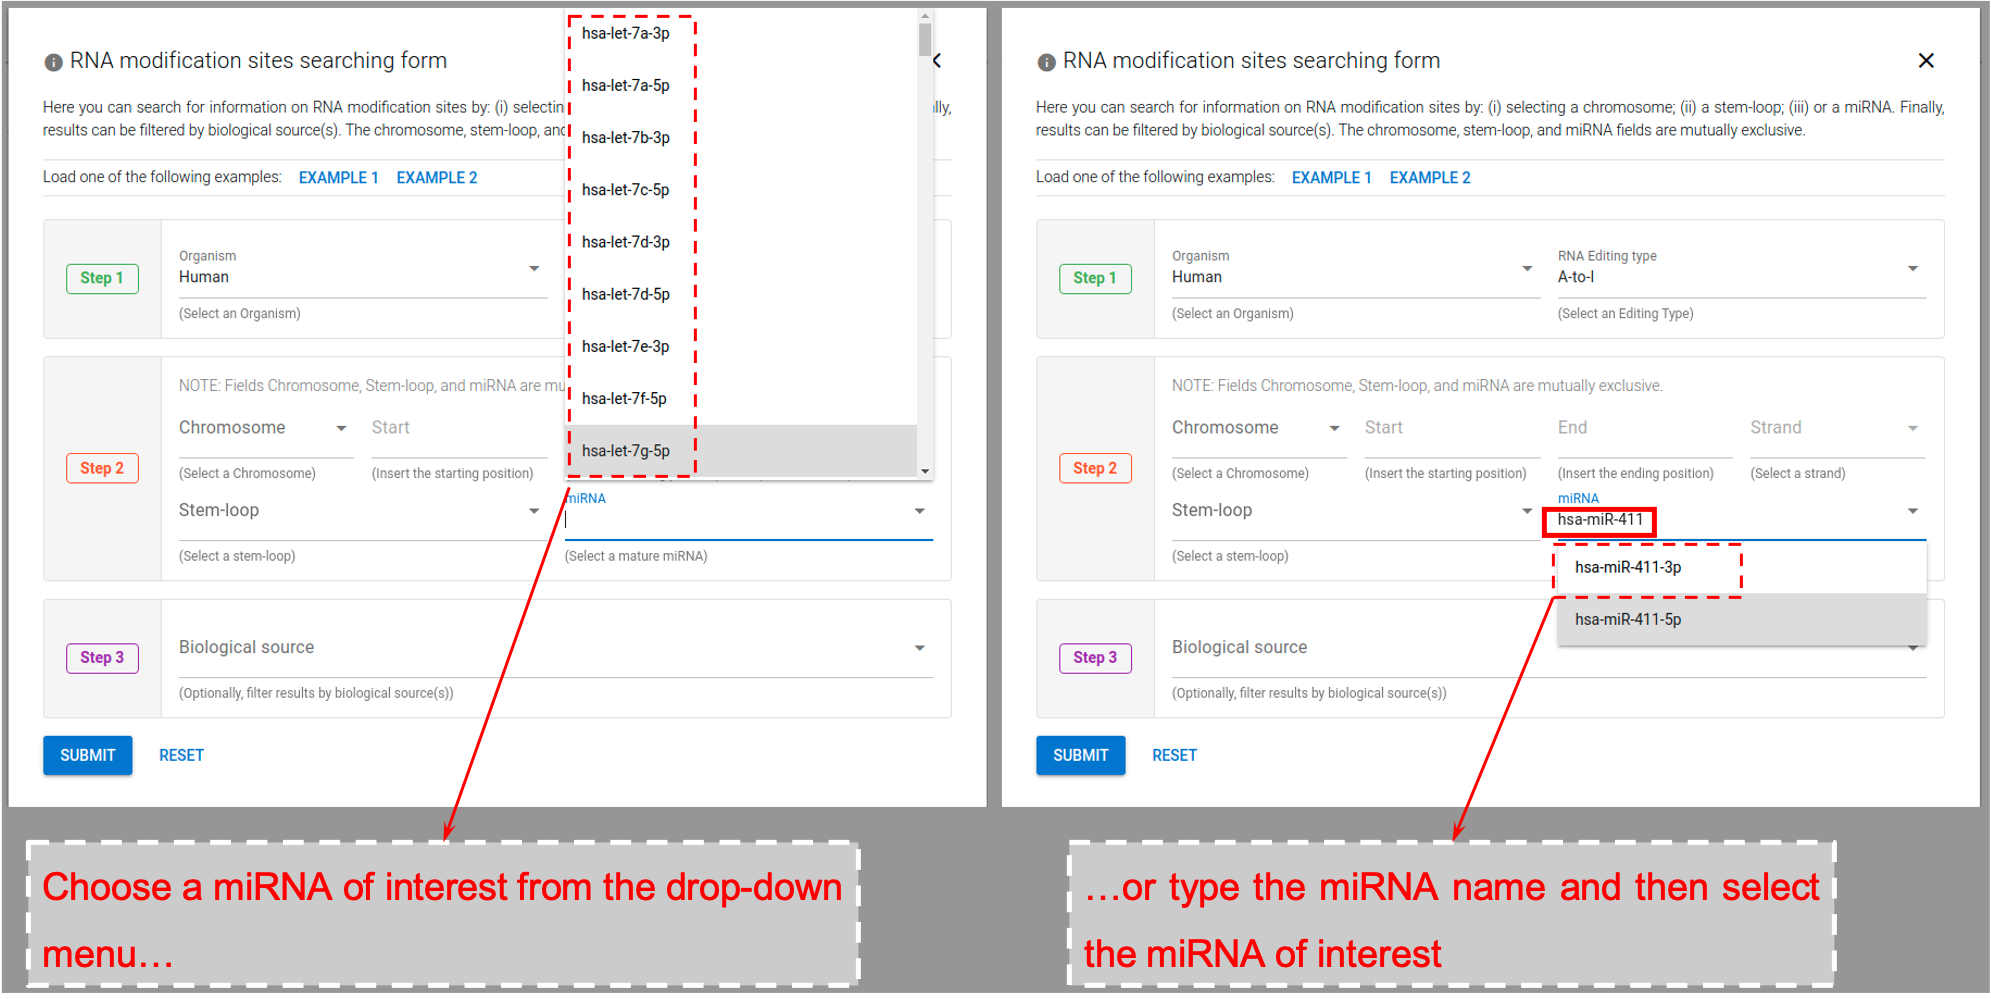 RNA modification sites searching form
Here you can search for information on RNA modification sites by: (i) selectin
results can be filtered by biological source(s). The chromosome, stem-loop, and
lly,
Load one of the following examples: EXAMPLE 1 EXAMPLE 2
hsa-let-7a-3p
hsa-let-7a-5p
hsa-let-7b-3p
hsa-let-7c-5p
hsa-let-7d-3p
hsa-let-7d-5p
hsa-let-7e-3p
hsa-let-7f-5p
hsa-let-7g-5p
Step 1
Organism
Human
(Select an Organism)
Step 2
NOTE: Fields Chromosome, Stem-loop, and miRNA are mu
Chromosome Start
(Select a Chromosome) (Insert the starting position)
miRNA
Stem-loop
(Select a stem-loop) (Select a mature miRNA)
Step 3
Biological source
(Optionally, filter results by biological source(s))
SUBMIT RESET
Choose a miRNA of interest from the drop-down
menu…
RNA modification sites searching form
Here you can search for information on RNA modification sites by: (i) selecting a chromosome; (ii) a stem-loop; (iii) or a miRNA. Finally,
results can be filtered by biological source(s). The chromosome, stem-loop, and miRNA fields are mutually exclusive.
Load one of the following examples: EXAMPLE 1 EXAMPLE 2
Step 1
Organism RNA Editing type
Human A-to-I
(Select an Organism) (Select an Editing Type)
Step 2
NOTE: Fields Chromosome, Stem-loop, and miRNA are mutually exclusive.
Chromosome Start End Strand
(Select a Chromosome) (Insert the starting position) (Insert the ending position) (Select a strand)
miRNA
Stem-loop hsa-miR-411
(Select a stem-loop)
hsa-miR-411-3p
hsa-miR-411-5p
Step 3
Biological source
(Optionally, filter results by biological source(s))
SUBMIT RESET
…or type the miRNA name and then select
the miRNA of interest